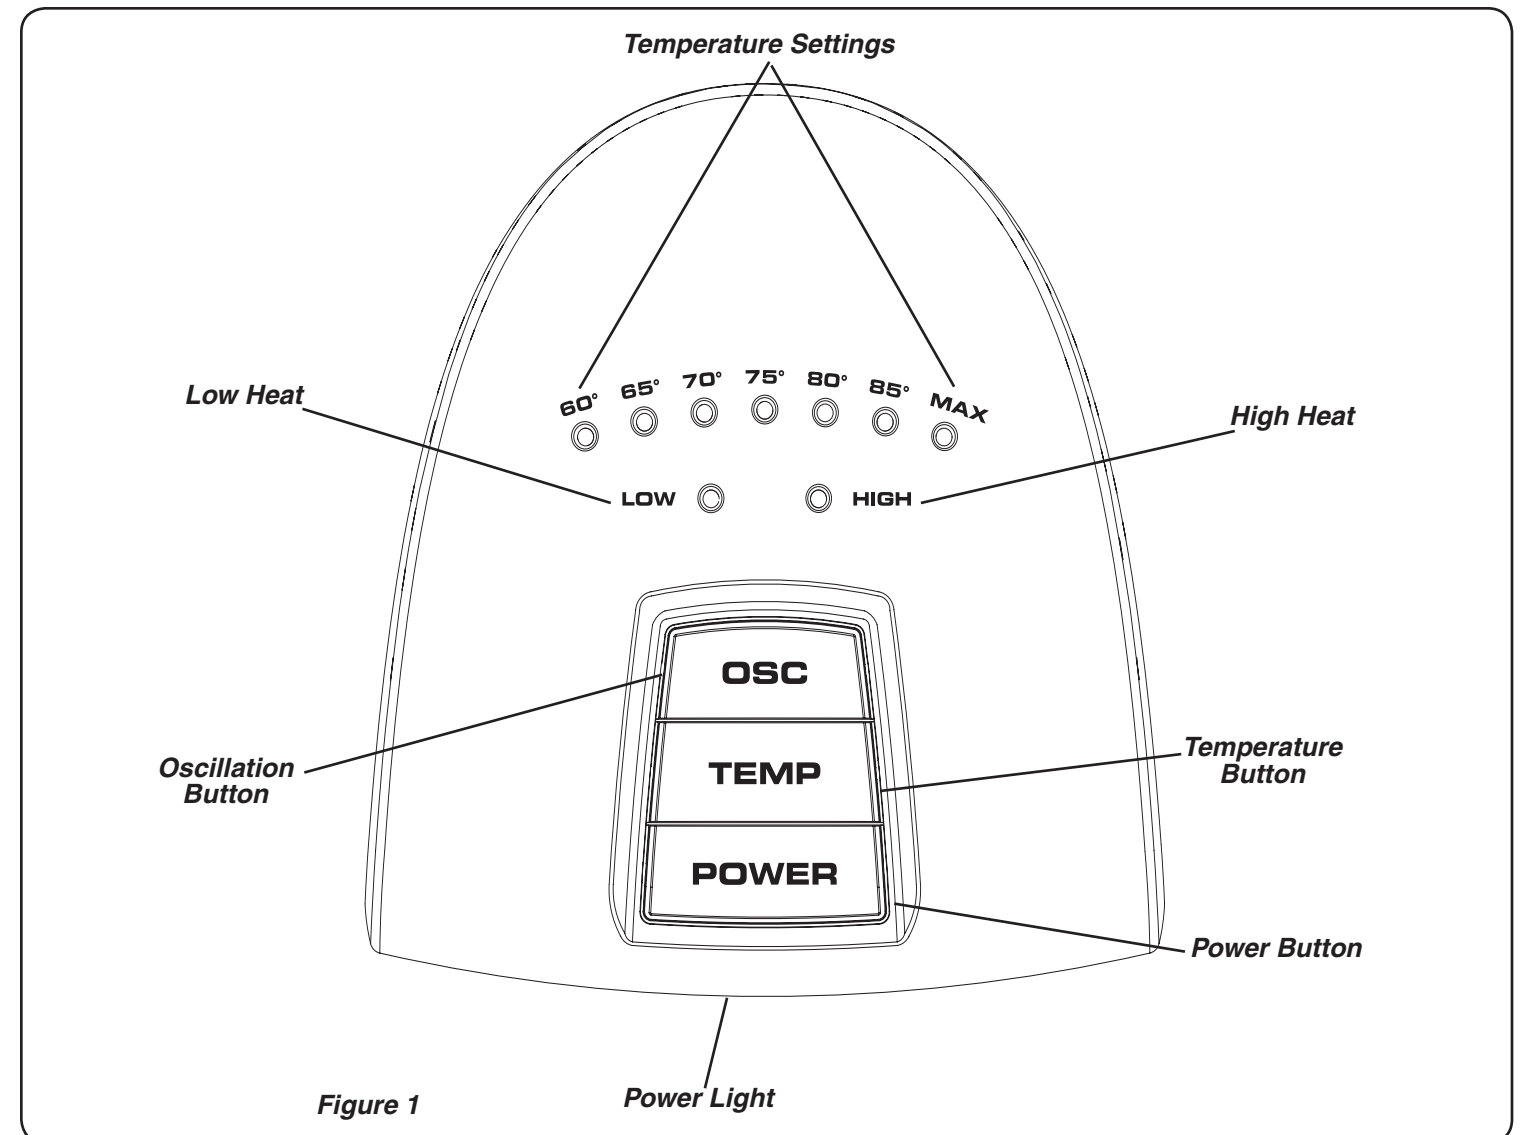 Temperature Settings
60° 65° 70° 75° 80° 85° MAX
Low Heat
High Heat
LOW HIGH
OSC
Oscillation
Button
TEMP
Temperature
Button
POWER
Power Button
Power Light
Figure 1